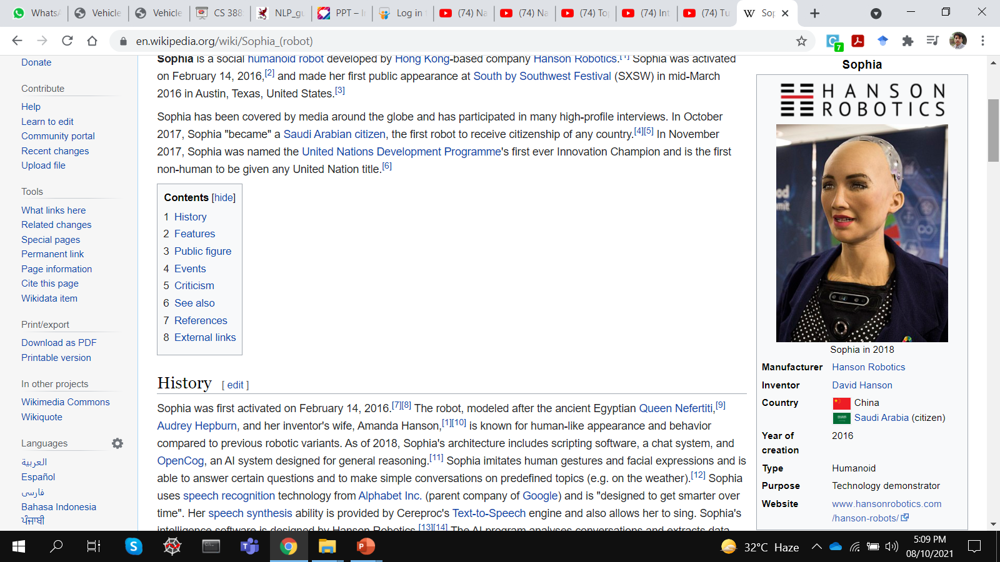 WhatsA
Vehicle
Vehicle
CS 388:
NLP_gu
PPT – I
Log in
(74) Na
(74) Na
(74) Top
(74) Int
(74) Tu
Sop
en.wikipedia.org/wiki/Sophia_(robot)
7
Donate
Contribute
Help
Learn to edit
Community portal
Recent changes
Upload file
Tools
What links here
Related changes
Special pages
Permanent link
Page information
Cite this page
Wikidata item
Print/export
Download as PDF
Printable version
In other projects
Wikimedia Commons
Wikiquote
Languages
العربية
Español
فارسی
Bahasa Indonesia
ਪੰਜਾਬੀ
Sophia is a social humanoid robot developed by Hong Kong-based company Hanson Robotics.[1] Sophia was activated
on February 14, 2016,[2] and made her first public appearance at South by Southwest Festival (SXSW) in mid-March
2016 in Austin, Texas, United States.[3]
Sophia has been covered by media around the globe and has participated in many high-profile interviews. In October
2017, Sophia "became" a Saudi Arabian citizen, the first robot to receive citizenship of any country.[4][5] In November
2017, Sophia was named the United Nations Development Programme's first ever Innovation Champion and is the first
non-human to be given any United Nation title.[6]
Contents [hide]
1 History
2 Features
3 Public figure
4 Events
5 Criticism
6 See also
7 References
8 External links
History [ edit ]
Sophia was first activated on February 14, 2016.[7][8] The robot, modeled after the ancient Egyptian Queen Nefertiti,[9]
Audrey Hepburn, and her inventor's wife, Amanda Hanson,[1][10] is known for human-like appearance and behavior
compared to previous robotic variants. As of 2018, Sophia's architecture includes scripting software, a chat system, and
OpenCog, an AI system designed for general reasoning.[11] Sophia imitates human gestures and facial expressions and is
able to answer certain questions and to make simple conversations on predefined topics (e.g. on the weather).[12] Sophia
uses speech recognition technology from Alphabet Inc. (parent company of Google) and is "designed to get smarter over
time". Her speech synthesis ability is provided by Cereproc's Text-to-Speech engine and also allows her to sing. Sophia's
intelligence software is designed by Hanson Robotics.[13][14] The AI program analyses conversations and extracts data
Sophia
HANSON
ROBOTICS
Sophia in 2018
Manufacturer Hanson Robotics
Inventor David Hanson
Country China
Saudi Arabia (citizen)
Year of 2016
creation
Type Humanoid
Purpose Technology demonstrator
Website www.hansonrobotics.com
/hanson-robots/
32°C Haze
5:09 PM
08/10/2021